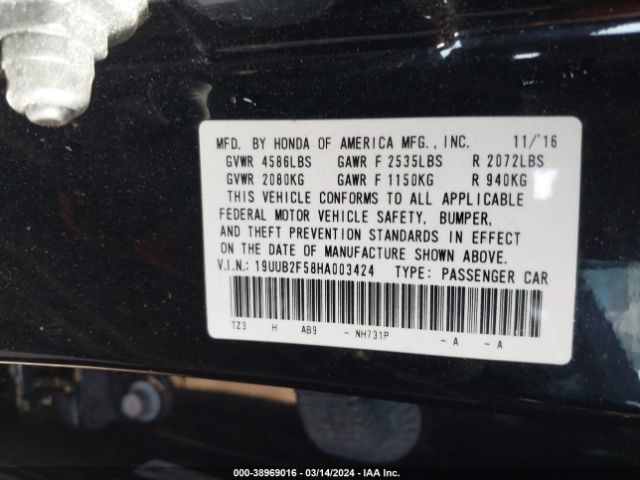 MFD. BY HONDA OF AMERICA MFG., INC. 11/'16
GVWR 4586LBS GAWR F 2535LBS R 2072LBS
GVWR 2080KG GAWR F 1150KG R 940KG
THIS VEHICLE CONFORMS TO ALL APPLICABLE
FEDERAL MOTOR VEHICLE SAFETY, BUMPER,
AND THEFT PREVENTION STANDARDS IN EFFECT
ON THE DATE OF MANUFACTURE SHOWN ABOVE.
V.I.N.: 19UUB2F58HA003424 TYPE: PASSENGER CAR
TZ3 H AB9 - NH731P - A - A
000-38969016 - 03/14/2024 - IAA Inc.